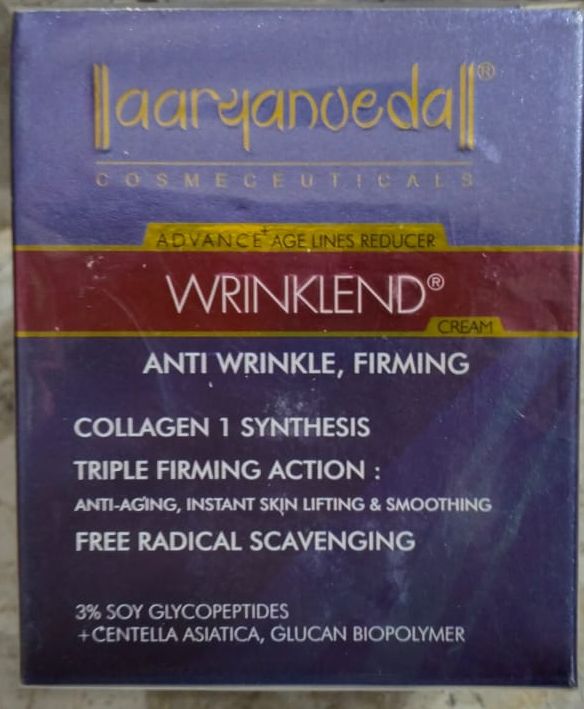 aaryanveda®
COSMECEUTICALS
ADVANCE+ AGE LINES REDUCER
WRINKLEND®
CREAM
ANTI WRINKLE, FIRMING
COLLAGEN 1 SYNTHESIS
TRIPLE FIRMING ACTION :
ANTI-AGING, INSTANT SKIN LIFTING & SMOOTHING
FREE RADICAL SCAVENGING
3% SOY GLYCOPEPTIDES
+CENTELLA ASIATICA, GLUCAN BIOPOLYMER